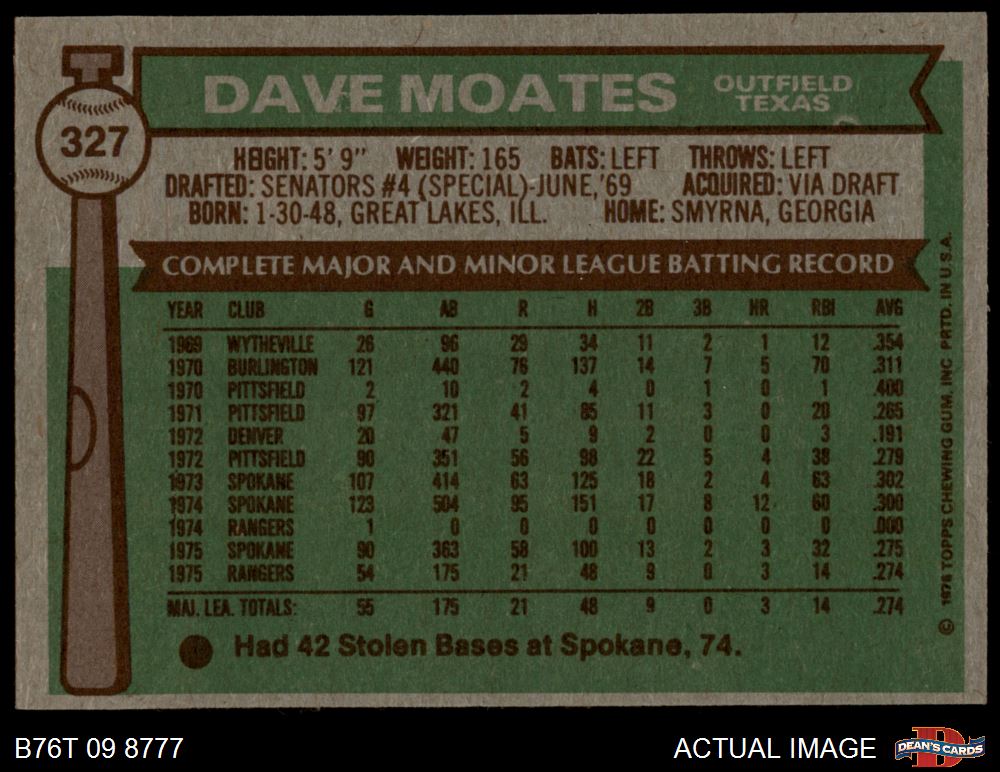 DAVE MOATES OUTFIELD
TEXAS
327
HEIGHT: 5' 9" WEIGHT: 165 BATS: LEFT THROWS: LEFT
DRAFTED: SENATORS #4 (SPECIAL)-JUNE,'69 ACQUIRED: VIA DRAFT
BORN: 1-30-48, GREAT LAKES, ILL. HOME: SMYRNA, GEORGIA
COMPLETE MAJOR AND MINOR LEAGUE BATTING RECORD
YEAR CLUB G AB R H 2B 3B HR RBI AVG
1969 WYTHEVILLE 26 96 29 34 11 2 1 12 .354
1970 BURLINGTON 121 440 76 137 14 7 5 70 .311
1970 PITTSFIELD 2 10 2 4 0 1 0 1 .400
1971 PITTSFIELD 97 321 41 85 11 3 0 20 .265
1972 DENVER 20 47 5 9 2 0 0 3 .191
1972 PITTSFIELD 90 351 56 98 22 5 4 38 .279
1973 SPOKANE 107 414 63 125 18 2 4 63 .302
1974 SPOKANE 123 504 95 151 17 8 12 60 .300
1974 RANGERS 1 0 0 0 0 0 0 0 .000
1975 SPOKANE 90 363 58 100 13 2 3 32 .275
1975 RANGERS 54 175 21 48 9 0 3 14 .274
MAJ. LEA. TOTALS: 55 175 21 48 9 0 3 14 .274
Had 42 Stolen Bases at Spokane, 74.
© 1976 TOPPS CHEWING GUM, INC. PRTD. IN U.S.A.
B76T 09 8777 ACTUAL IMAGE
D
DEAN'S CARDS